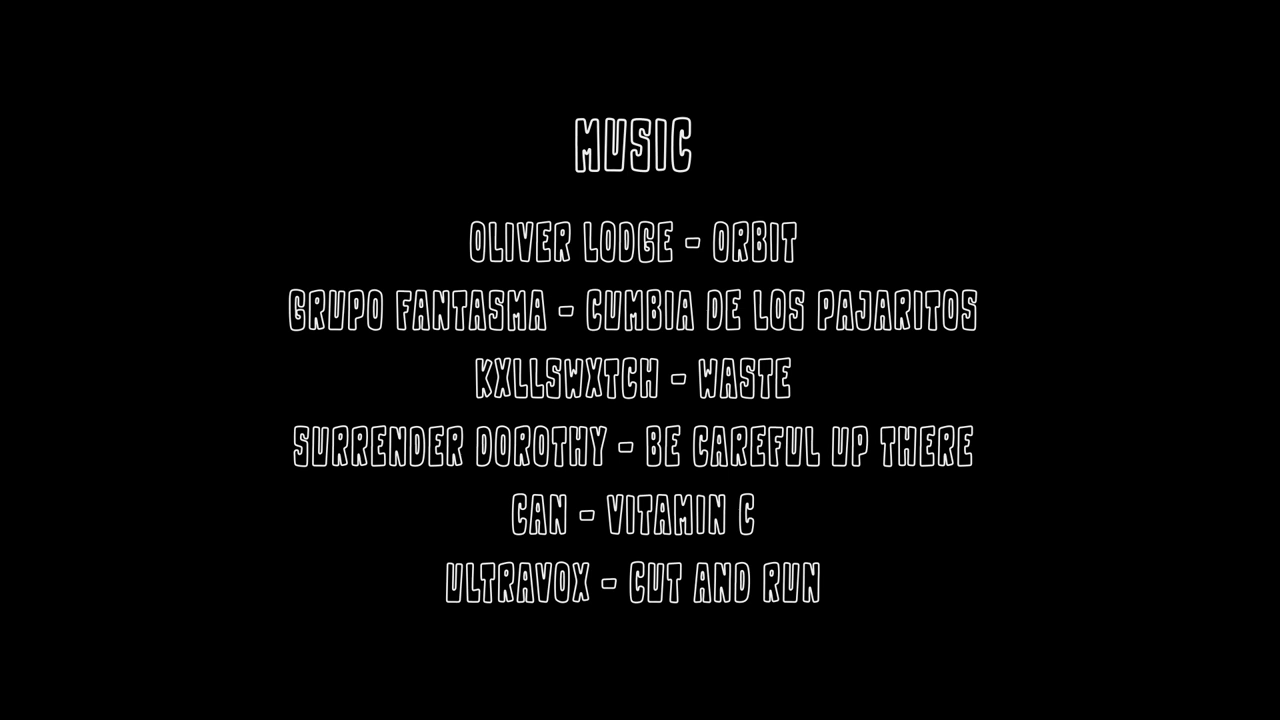 MUSIC
OLIVER LODGE - ORBIT
GRUPO FANTASMA - CUMBIA DE LOS PAJARITOS
KXLLSWXTCH - WASTE
SURRENDER DOROTHY - BE CAREFUL UP THERE
CAN - VITAMIN C
ULTRAVOX - CUT AND RUN